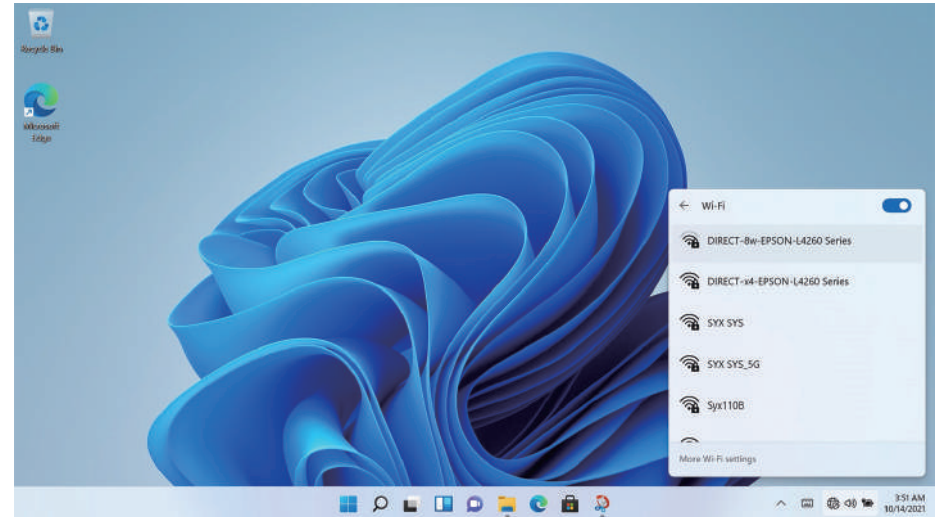 Recycle Bin
Microsoft
Edge
Wi-Fi
DIRECT-8w-EPSON-L4260 Series
DIRECT-x4-EPSON-L4260 Series
SYX SYS
SYX SYS_5G
Syx110B
More Wi-Fi settings
3:51 AM
10/14/2021